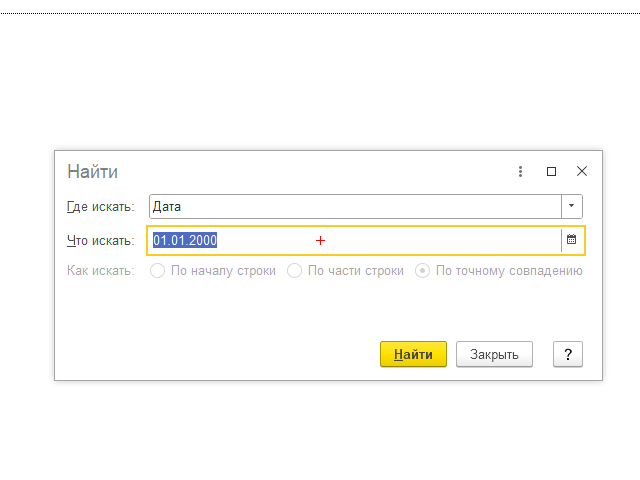 Найти
Где искать: Дата
Что искать: 01.01.2000
Как искать: По началу строки По части строки По точному совпадению
Найти Закрыть ?